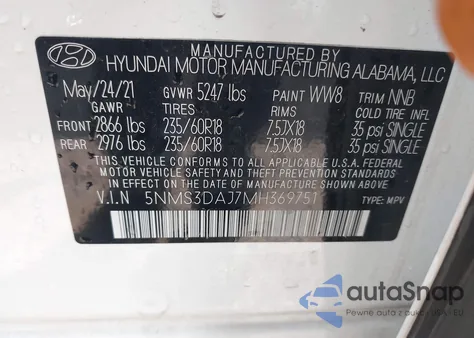 MANUFACTURED BY
HYUNDAI MOTOR MANUFACTURING ALABAMA, LLC
May/24/21 GVWR 5247 lbs PAINT WW8 TRIM NNB
GAWR TIRES RIMS COLD TIRE INFL
FRONT 2866 lbs 235/60R18 7.5JX18 35 psi SINGLE
REAR 2976 lbs 235/60R18 7.5JX18 35 psi SINGLE
THIS VEHICLE CONFORMS TO ALL APPLICABLE U.S.A. FEDERAL
MOTOR VEHICLE SAFETY AND THEFT PREVENTION STANDARDS
IN EFFECT ON THE DATE OF MANUFACTURE SHOWN ABOVE.
V.I.N 5NMS3DAJ7MH369751
TYPE: MPV
autoSnap
Pewne auta z aukcji